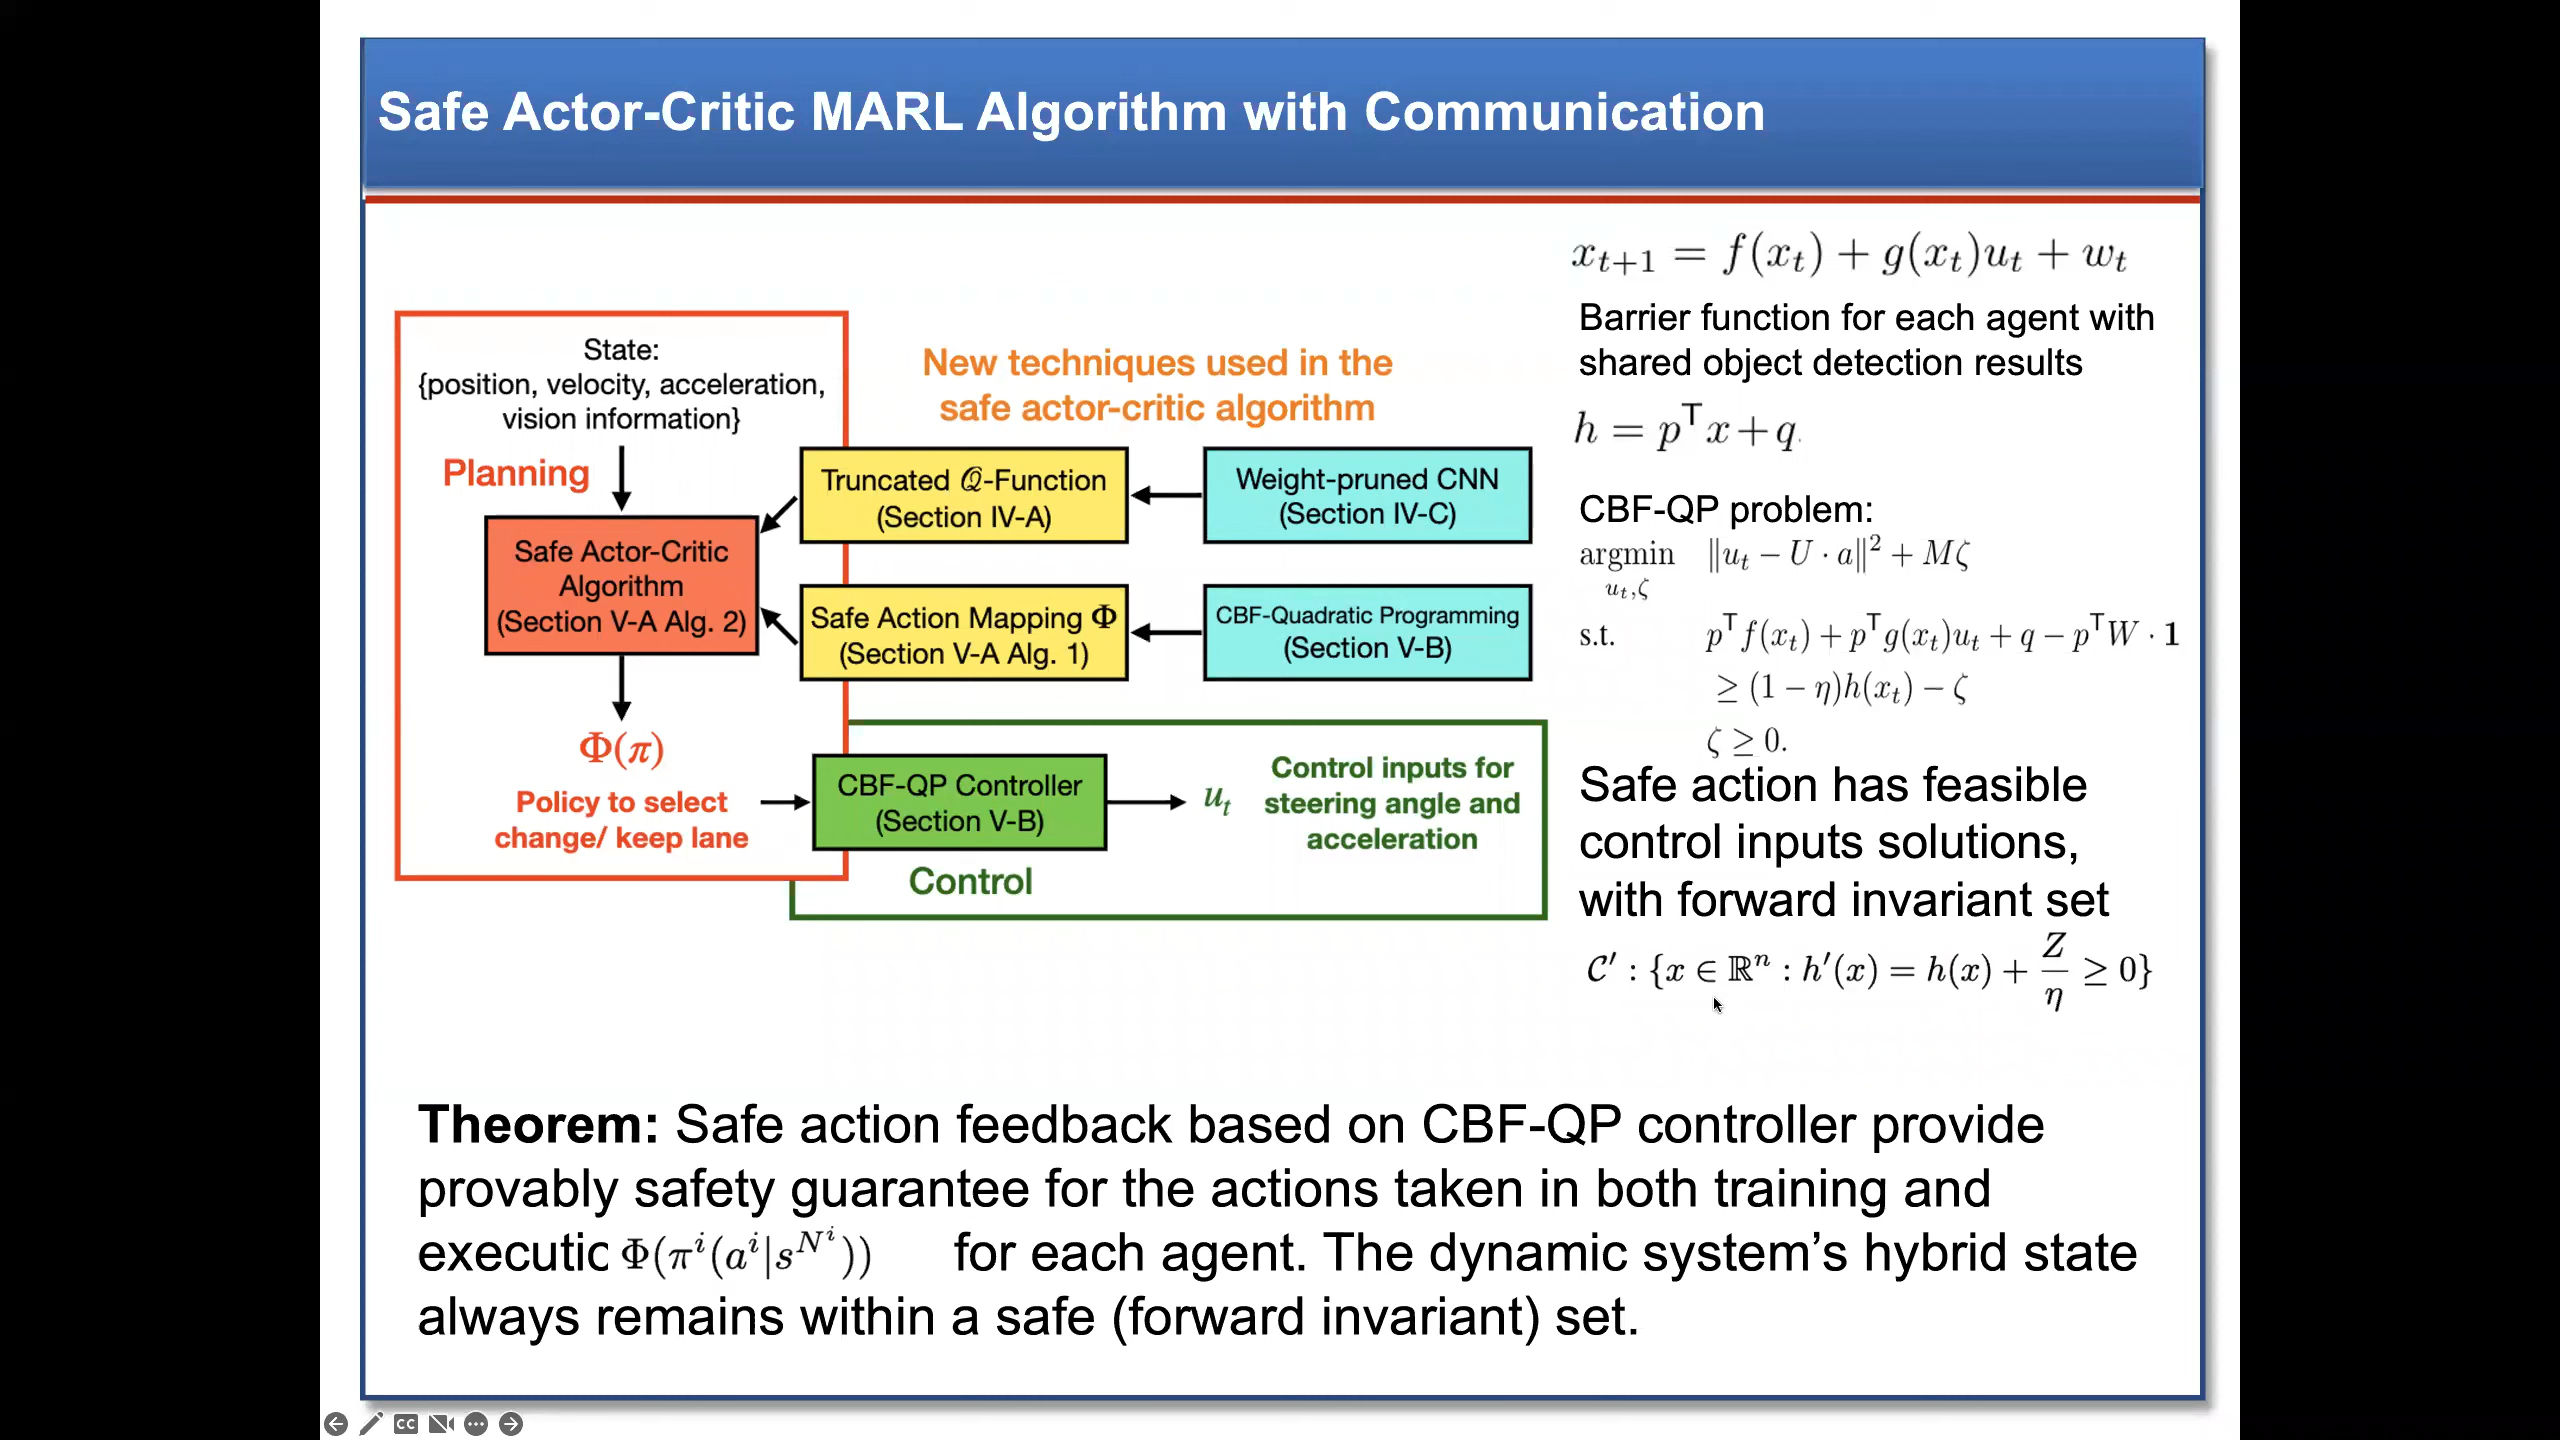 Safe Actor-Critic MARL Algorithm with Communication
State:
{position, velocity, acceleration,
vision information}
Planning
Safe Actor-Critic
Algorithm
(Section V-A Alg. 2)
Φ(π)
Policy to select
change/ keep lane
New techniques used in the
safe actor-critic algorithm
Truncated 𝒬-Function
(Section IV-A)
Weight-pruned CNN
(Section IV-C)
Safe Action Mapping Φ
(Section V-A Alg. 1)
CBF-Quadratic Programming
(Section V-B)
CBF-QP Controller
(Section V-B)
u_t
Control inputs for
steering angle and
acceleration
Control
x_{t+1} = f(x_t) + g(x_t)u_t + w_t
Barrier function for each agent with
shared object detection results
h = p^⊤x + q.
CBF-QP problem:
argmin ‖u_t − U · a‖² + Mζ
u_t,ζ
s.t. p^⊤f(x_t) + p^⊤g(x_t)u_t + q − p^⊤W · 1
≥ (1 − η)h(x_t) − ζ
ζ ≥ 0.
Safe action has feasible
control inputs solutions,
with forward invariant set
𝒞′ : {x ∈ ℝⁿ : h′(x) = h(x) + Z/η ≥ 0}
Theorem: Safe action feedback based on CBF-QP controller provide
provably safety guarantee for the actions taken in both training and
executic Φ(π^i(a^i|s^{N^i})) for each agent. The dynamic system’s hybrid state
always remains within a safe (forward invariant) set.
CC